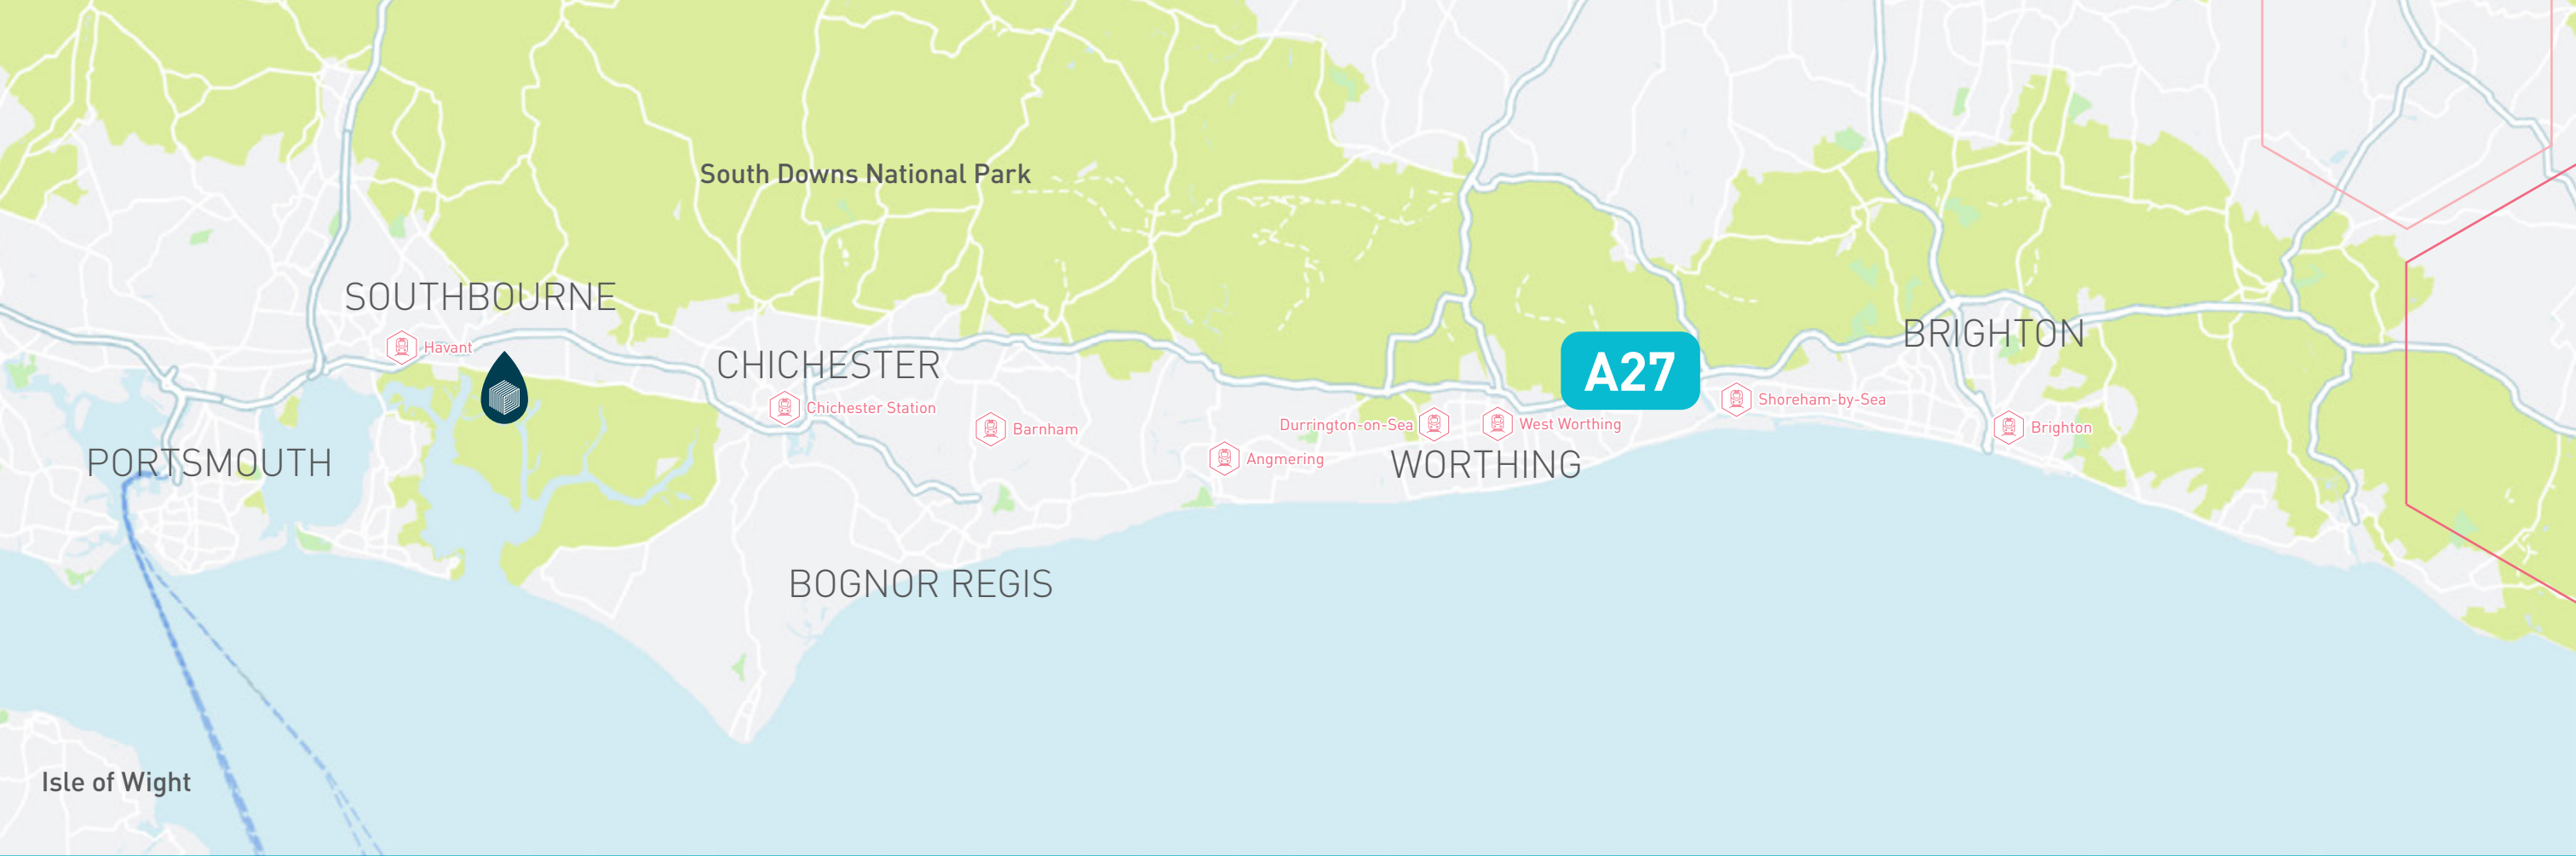 South Downs National Park
SOUTHBOURNE
Havant
CHICHESTER
Chichester Station
Barnham
PORTSMOUTH
BOGNOR REGIS
Angmering
Durrington-on-Sea
West Worthing
WORTHING
A27
Shoreham-by-Sea
BRIGHTON
Brighton
Isle of Wight